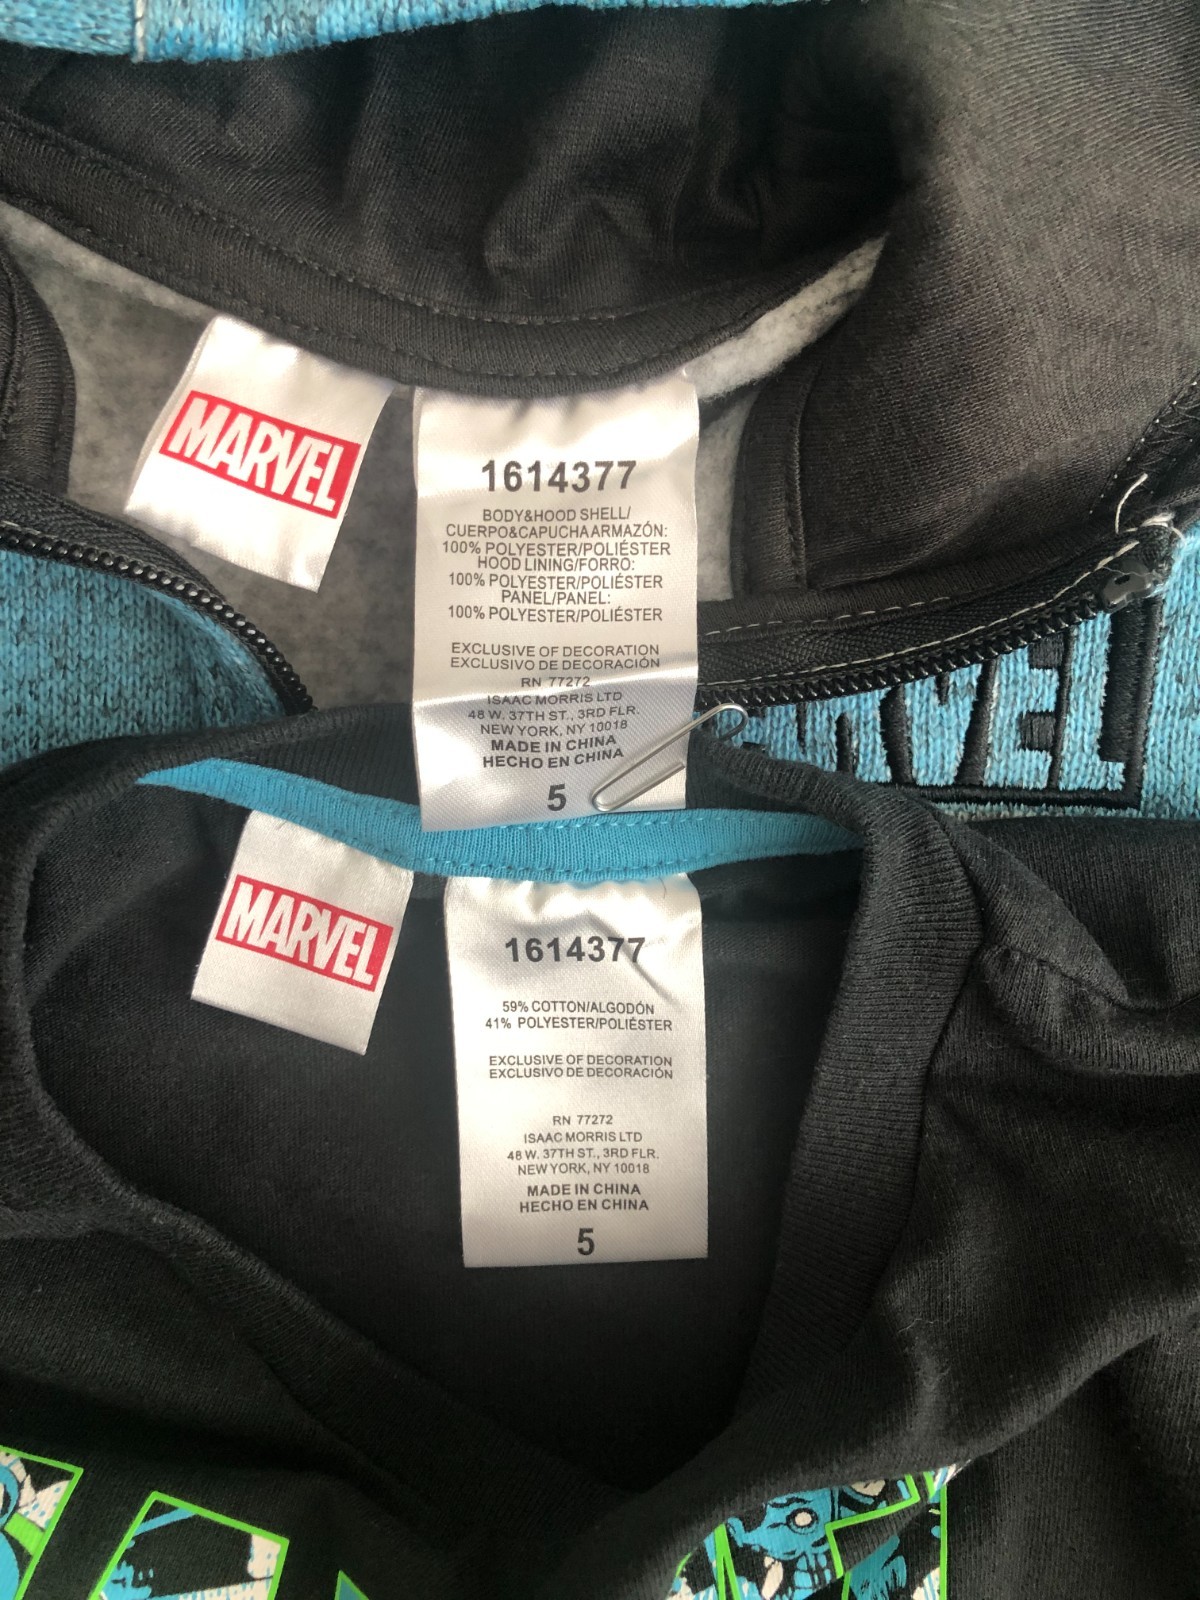 MARVEL
1614377
BODY&HOOD SHELL/
CUERPO&CAPUCHAARMAZÓN:
100% POLYESTER/POLIÉSTER
HOOD LINING/FORRO:
100% POLYESTER/POLIÉSTER
PANEL/PANEL:
100% POLYESTER/POLIÉSTER
EXCLUSIVE OF DECORATION
EXCLUSIVO DE DECORACIÓN
RN 77272
ISAAC MORRIS LTD
48 W. 37TH ST., 3RD FLR.
NEW YORK, NY 10018
MADE IN CHINA
HECHO EN CHINA
5
MARVEL
1614377
59% COTTON/ALGODÓN
41% POLYESTER/POLIÉSTER
EXCLUSIVE OF DECORATION
EXCLUSIVO DE DECORACIÓN
RN 77272
ISAAC MORRIS LTD
48 W. 37TH ST., 3RD FLR.
NEW YORK, NY 10018
MADE IN CHINA
HECHO EN CHINA
5